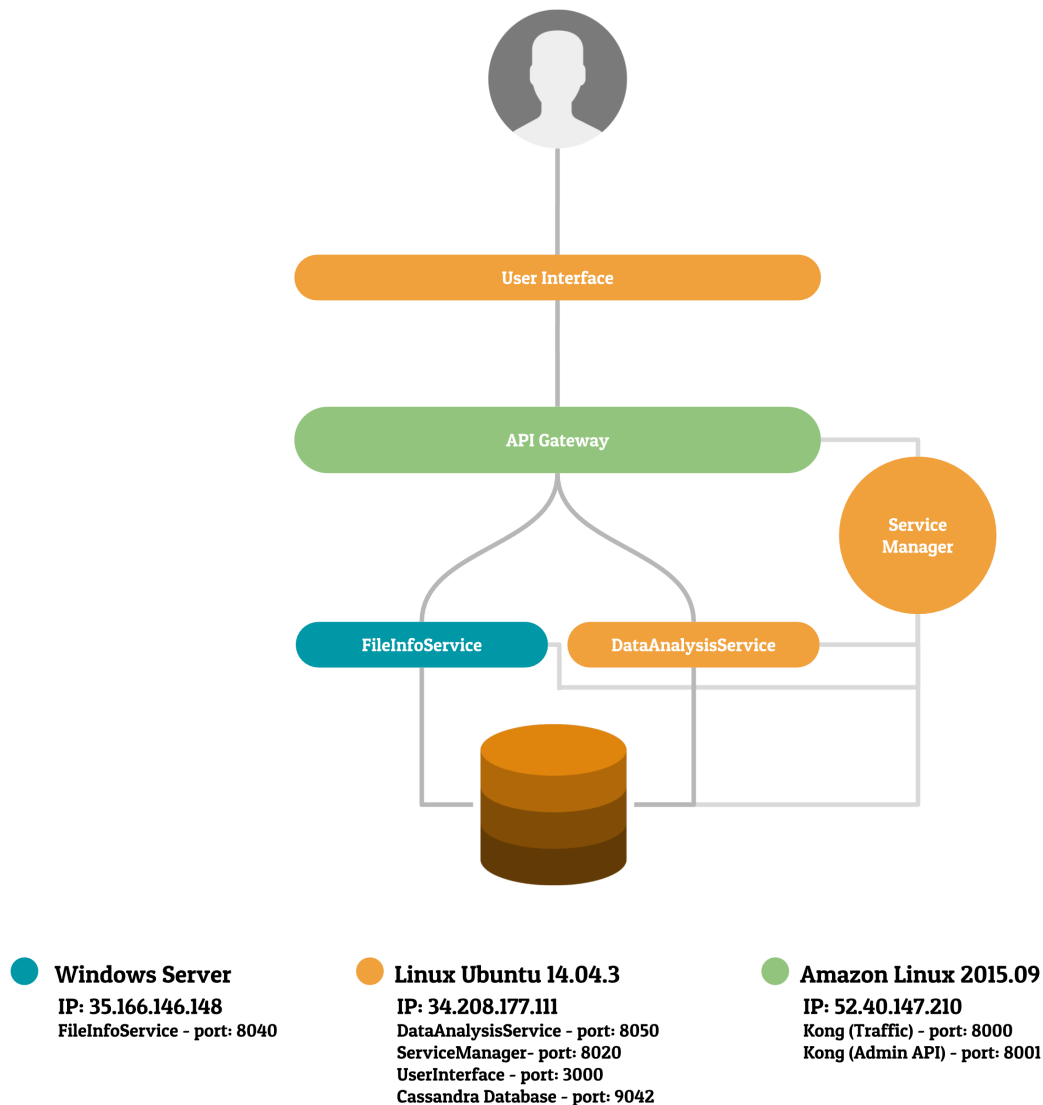 User Interface
API Gateway
Service
Manager
FileInfoService
DataAnalysisService
Windows Server
IP: 35.166.146.148
FileInfoService - port: 8040
Linux Ubuntu 14.04.3
IP: 34.208.177.111
DataAnalysisService - port: 8050
ServiceManager- port: 8020
UserInterface - port: 3000
Cassandra Database - port: 9042
Amazon Linux 2015.09
IP: 52.40.147.210
Kong (Traffic) - port: 8000
Kong (Admin API)- port: 8001